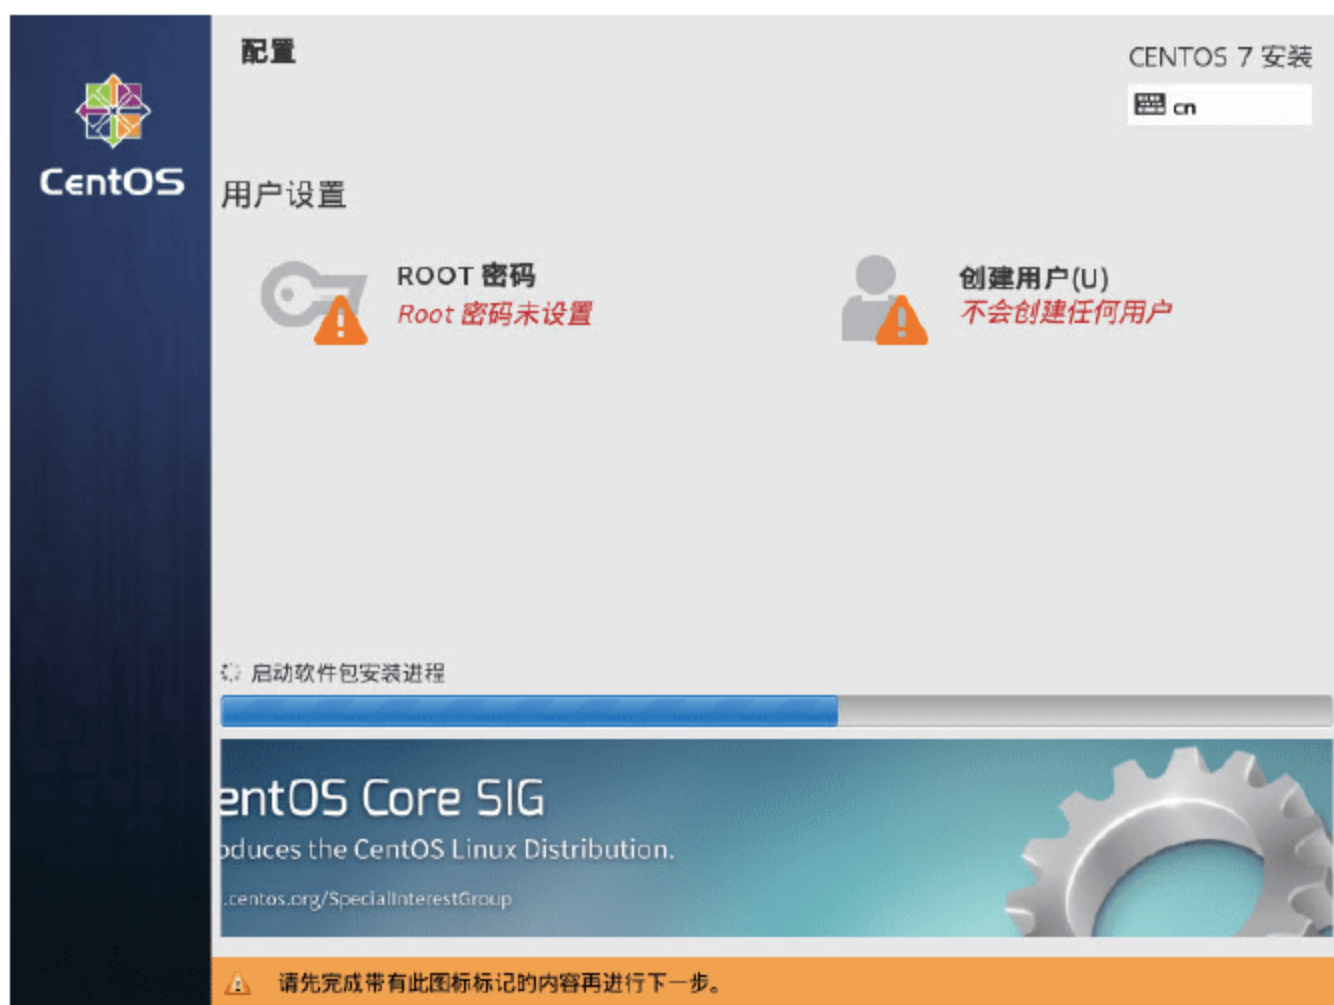 配置
CENTOS 7 安装
cn
CentOS
用户设置
ROOT 密码
Root 密码未设置
创建用户(U)
不会创建任何用户
启动软件包安装进程
entOS Core SIG
oduces the CentOS Linux Distribution.
.centos.org/SpecialInterestGroup
请先完成带有此图标标记的内容再进行下一步。